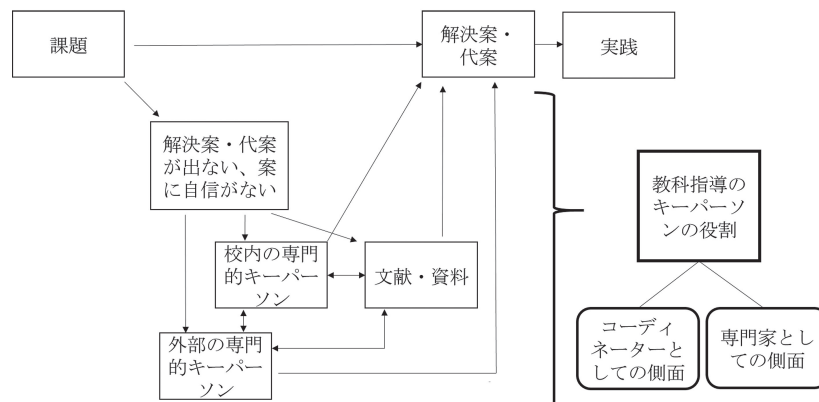 課題
解決案・
代案
実践
解決案・代案
が出ない、案
に自信がない
校内の専門
的キーパー
ソン
文献・資料
外部の専門
的キーパーソン
教科指導の
キーパーソ
ンの役割
コーディ
ネーターと
しての側面
専門家とし
ての側面